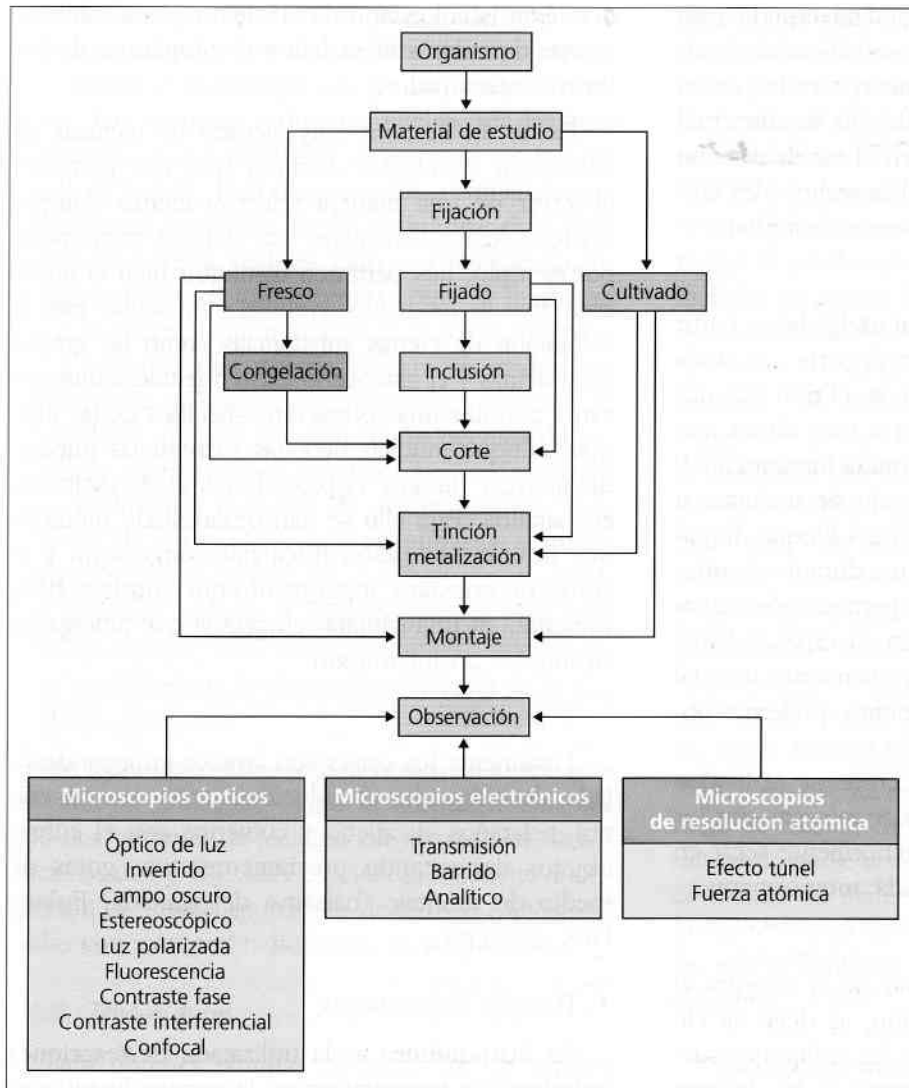 Organismo
Material de estudio
Fijación
Fresco
Fijado
Cultivado
Congelación
Inclusión
Corte
Tinción
metalización
Montaje
Observación
Microscopios ópticos
Óptico de luz
Invertido
Campo oscuro
Estereoscópico
Luz polarizada
Fluorescencia
Contraste fase
Contraste interferencial
Confocal
Microscopios electrónicos
Transmisión
Barrido
Analítico
Microscopios
de resolución atómica
Efecto túnel
Fuerza atómica